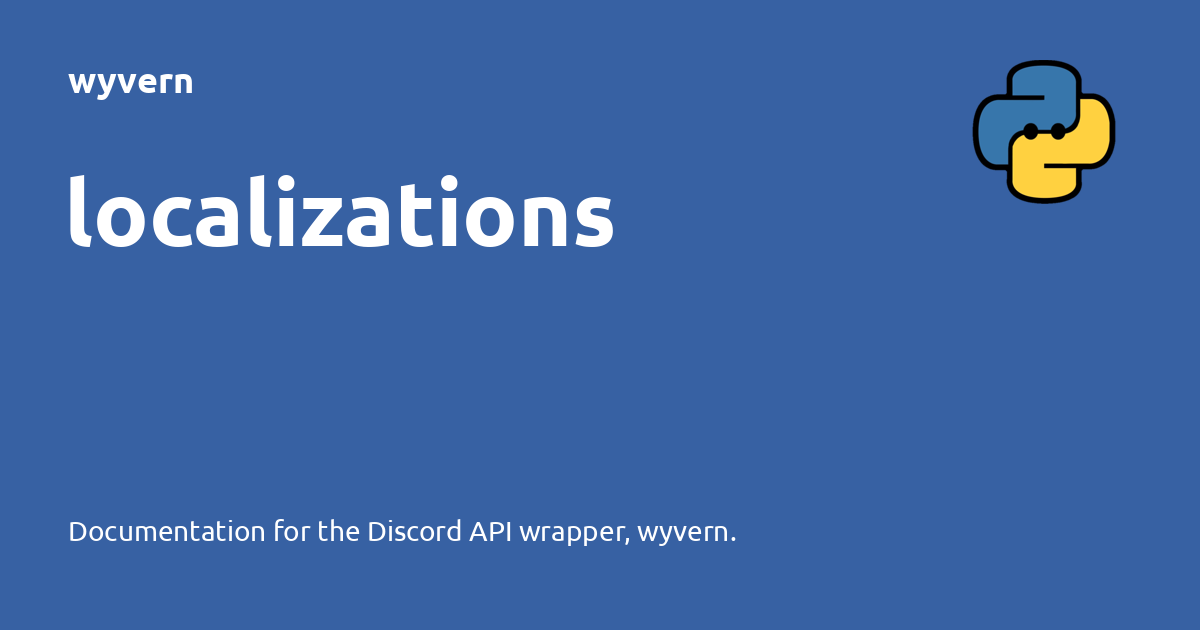 wyvern
localizations
Documentation for the Discord API wrapper, wyvern.